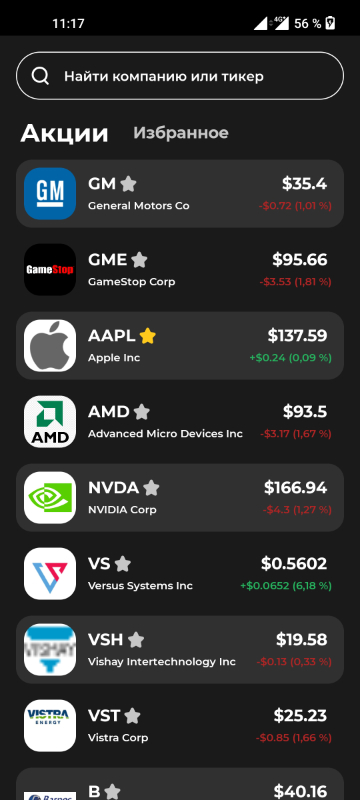 11:17
4G+ 56 %
Найти компанию или тикер
Акции Избранное
GM $35.4
GM General Motors Co -$0.72 (1,01 %)
GME $95.66
GameStop GameStop Corp -$3.53 (1,81 %)
AAPL $137.59
Apple Inc +$0.24 (0,09 %)
AMD $93.5
AMD Advanced Micro Devices Inc -$3.17 (1,67 %)
NVDA $166.94
NVIDIA Corp -$4.3 (1,27 %)
VS $0.5602
Versus Systems Inc +$0.0652 (6,18 %)
VSH $19.58
VISHAY Vishay Intertechnology Inc -$0.13 (0,33 %)
VST $25.23
VISTRA ENERGY Vistra Corp -$0.85 (1,66 %)
B $40.16
Barnes